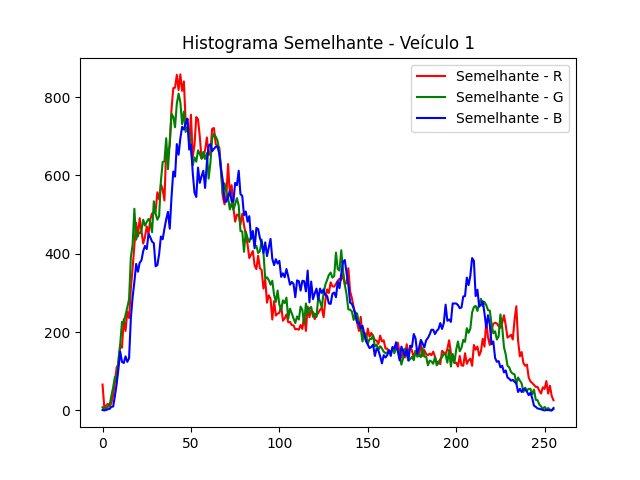 Histograma Semelhante - Veículo 1
Semelhante - R
Semelhante - G
Semelhante - B
800
600
400
200
0
0 50 100 150 200 250